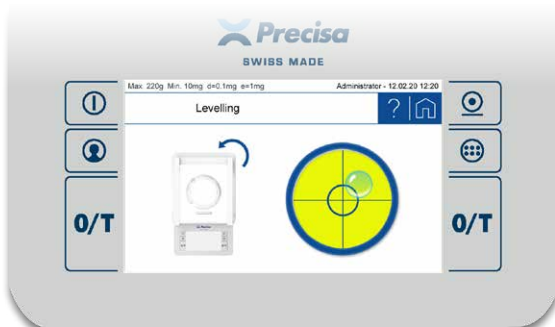 Precisa
SWISS MADE
Max. 220g Min. 10mg d=0.1mg e=1mg
Administrator - 12.02.20 12:20
Levelling
?
0/T
0/T